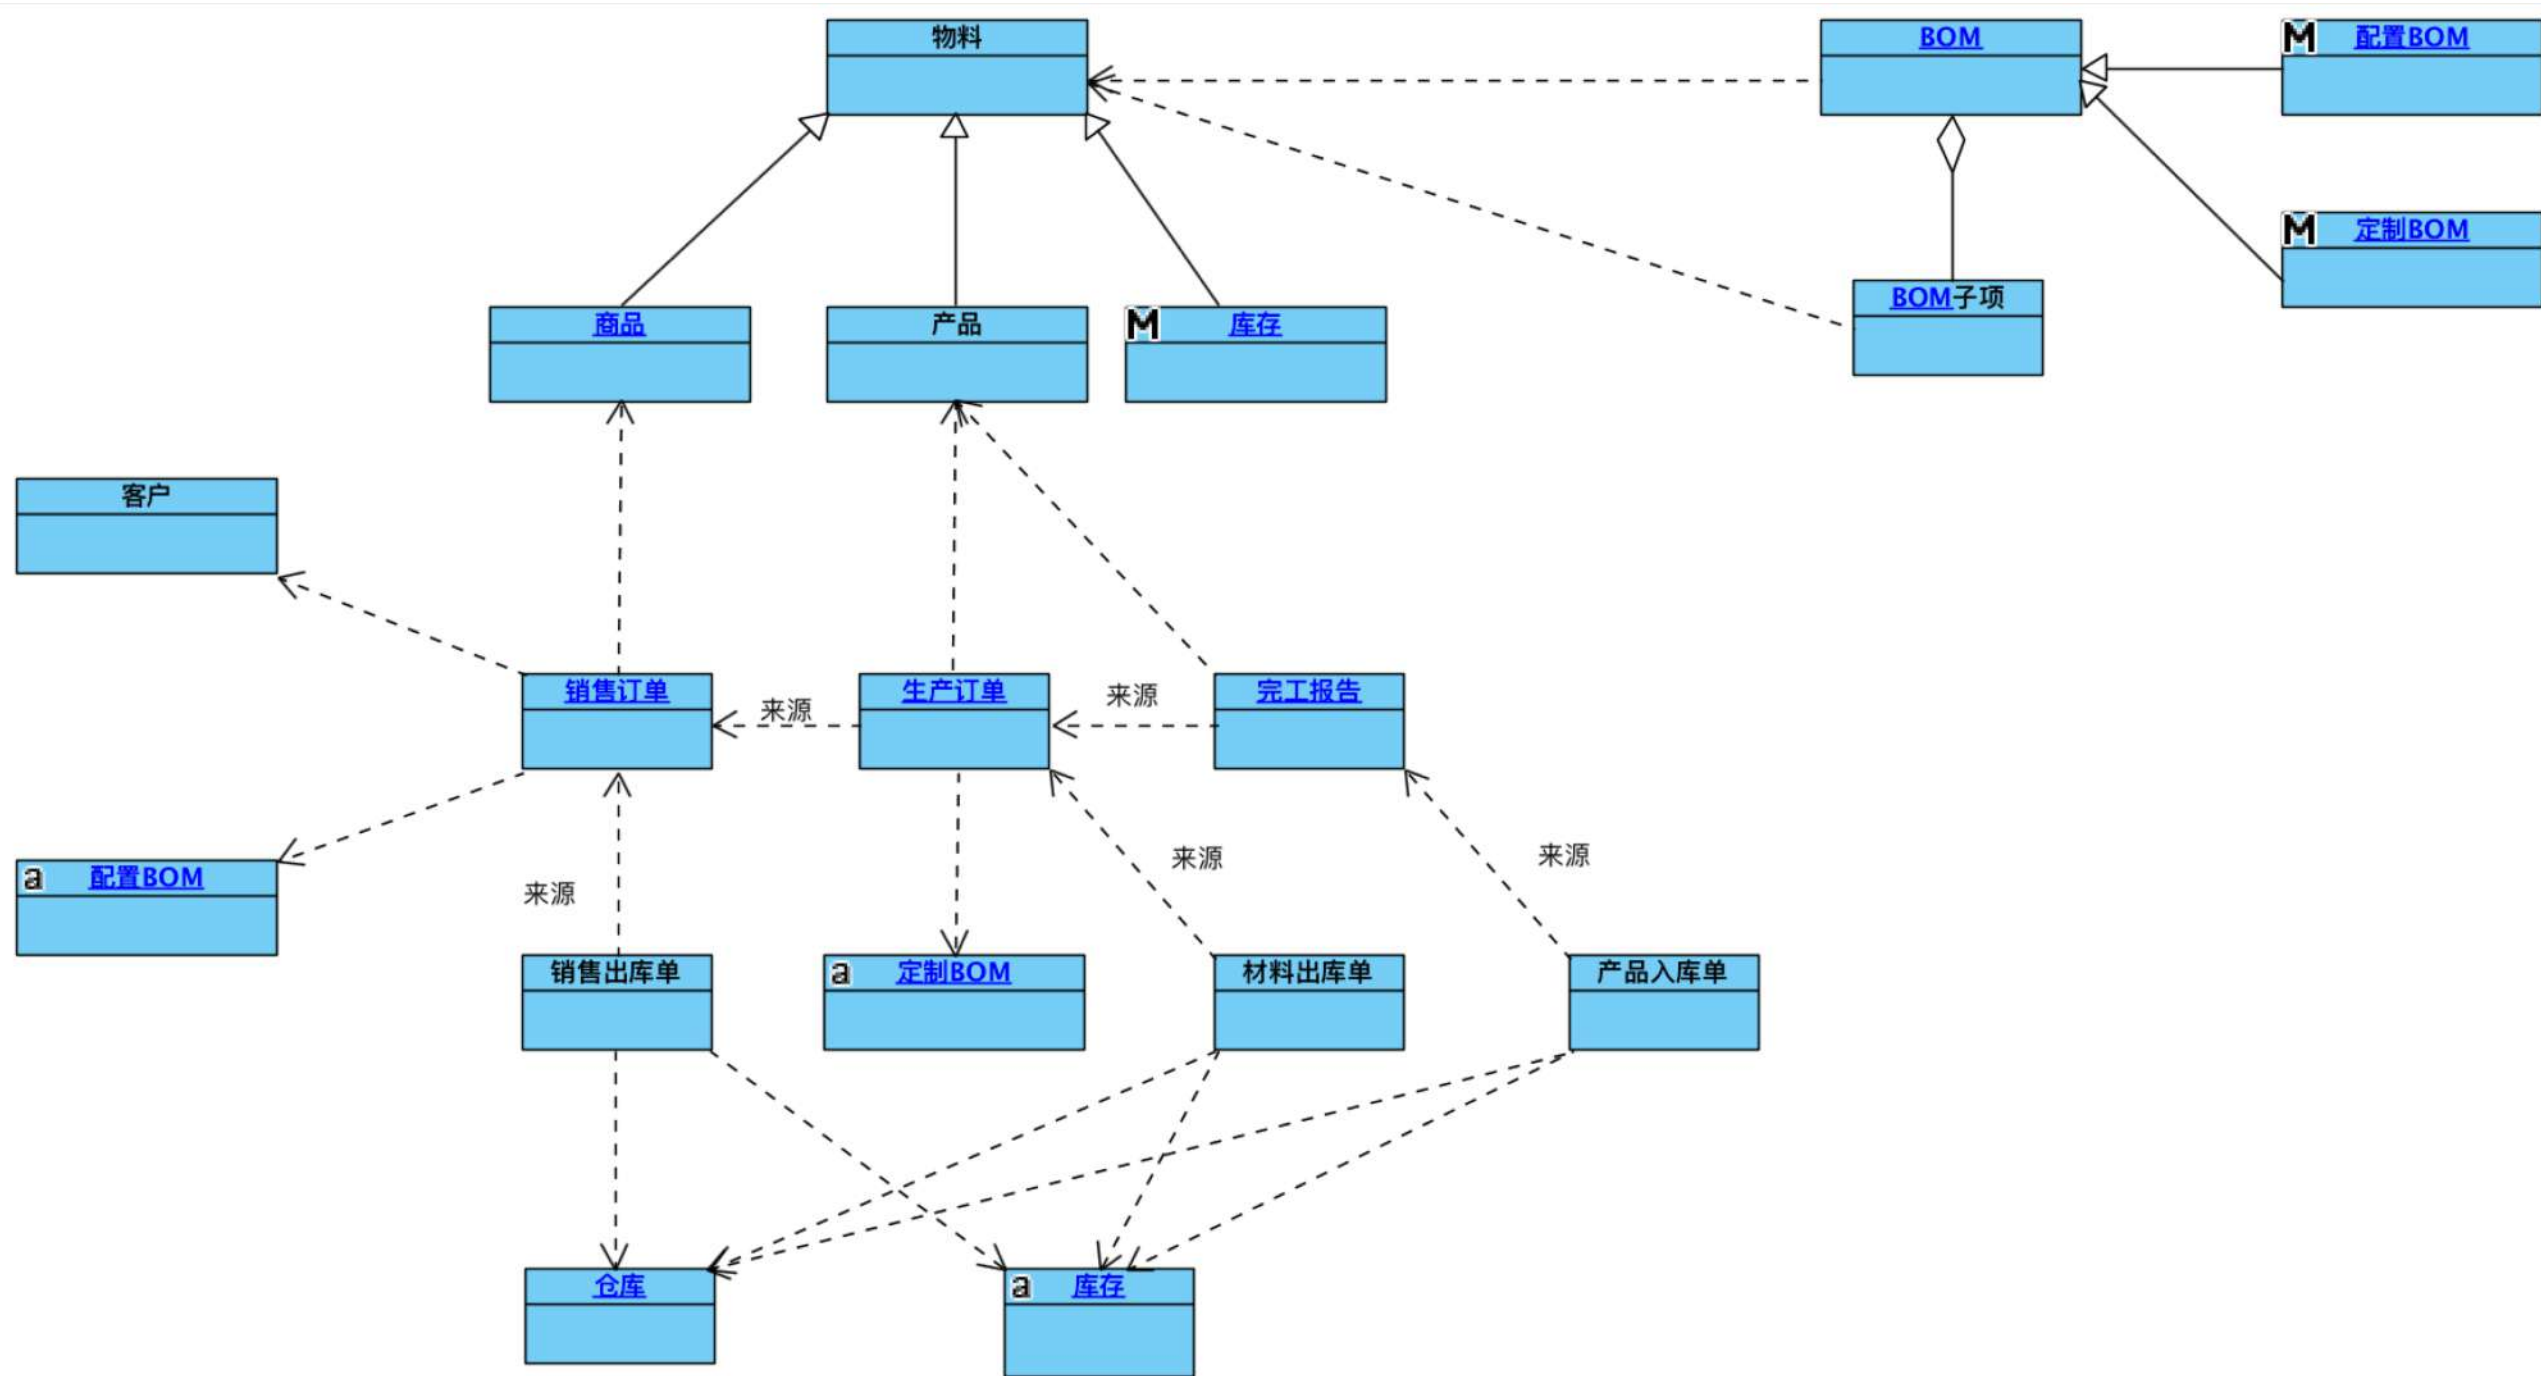 物料
BOM
M 配置BOM
M 定制BOM
BOM子项
商品
产品
M 库存
客户
销售订单
来源
生产订单
来源
完工报告
a 配置BOM
来源
来源
来源
销售出库单
a 定制BOM
材料出库单
产品入库单
仓库
a 库存